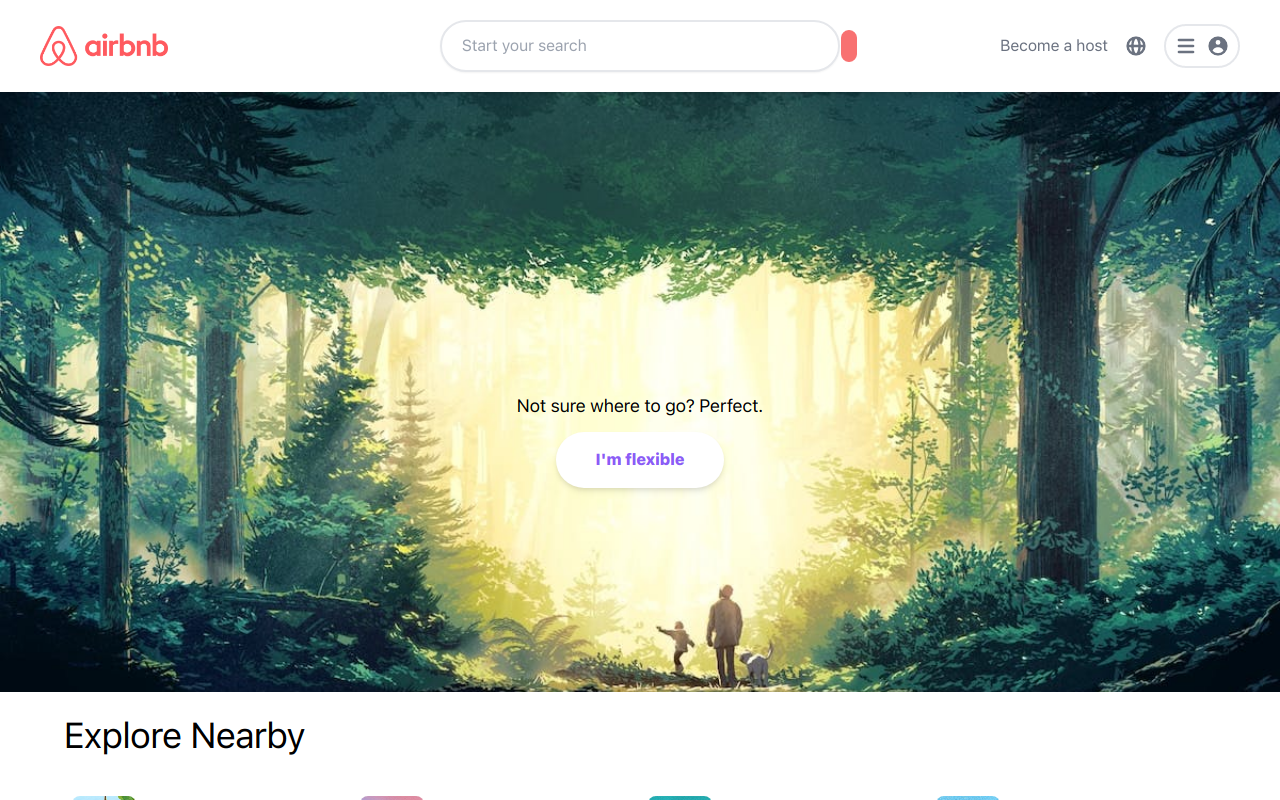 airbnb
Start your search
Become a host
Not sure where to go? Perfect.
I'm flexible
Explore Nearby